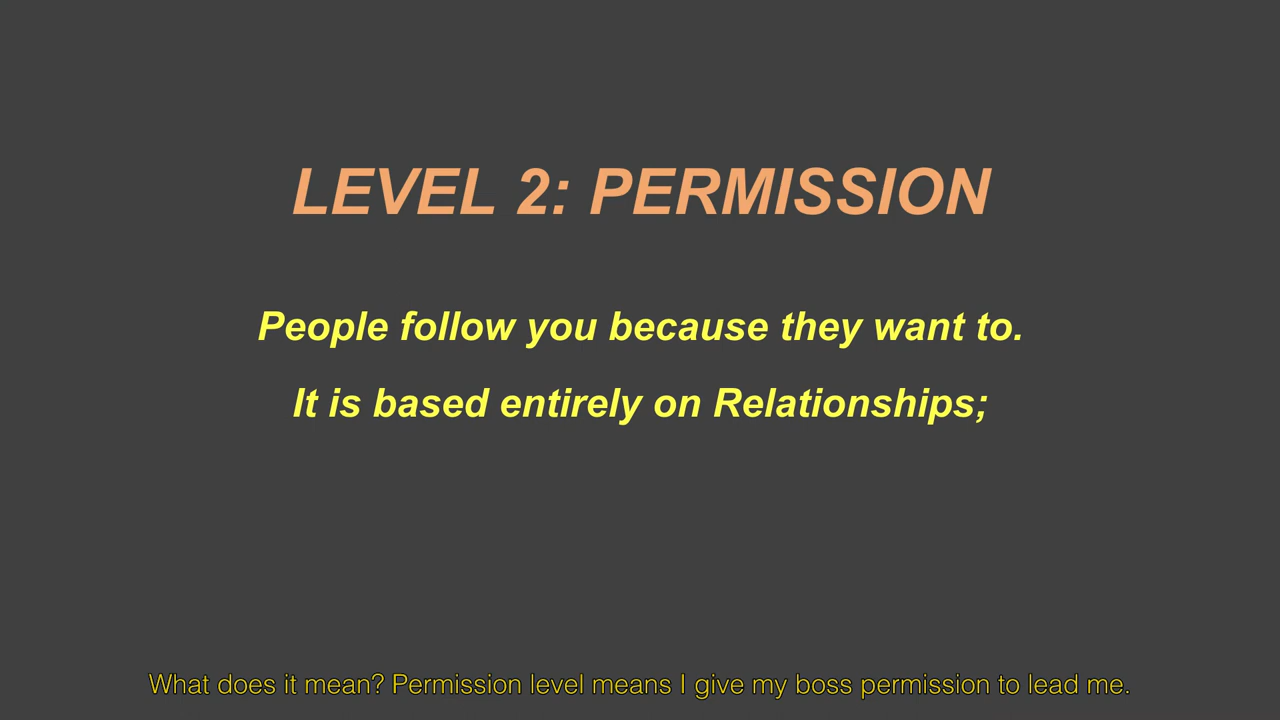 LEVEL 2: PERMISSION
People follow you because they want to.
It is based entirely on Relationships;
What does it mean? Permission level means I give my boss permission to lead me.